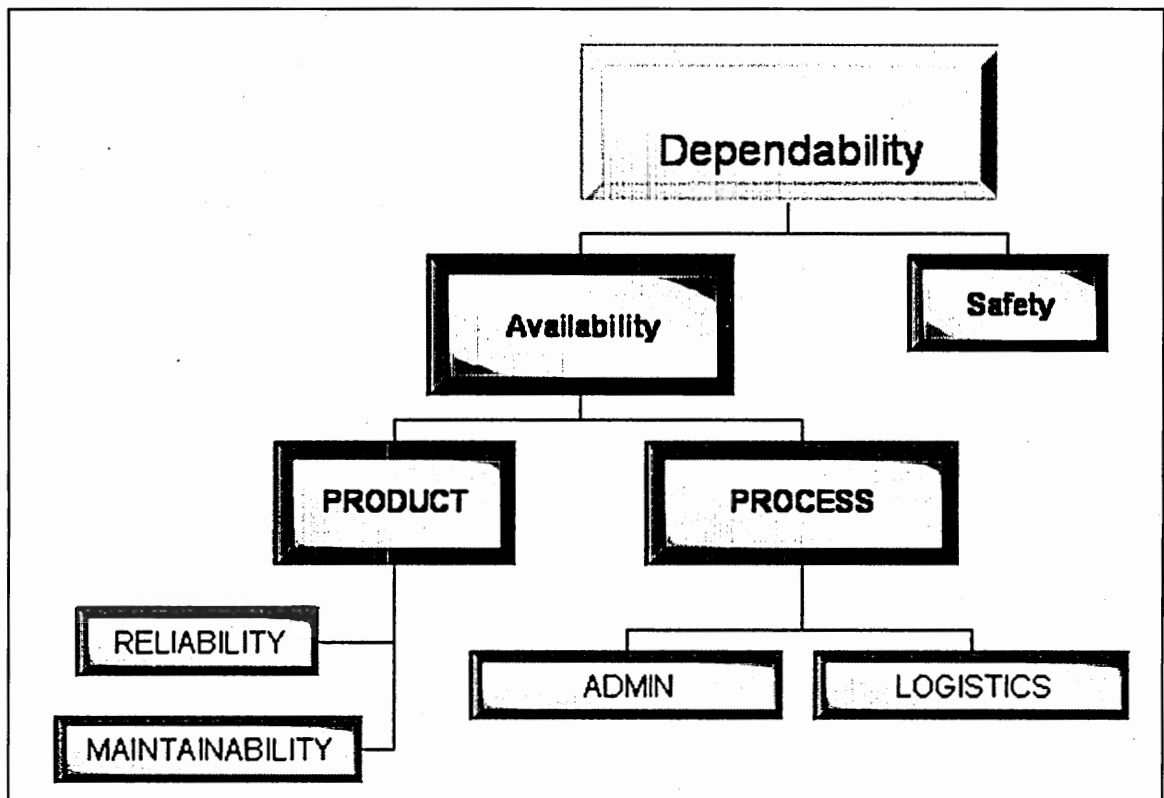 Dependability
Availability
Safety
PRODUCT
PROCESS
RELIABILITY
ADMIN
LOGISTICS
MAINTAINABILITY